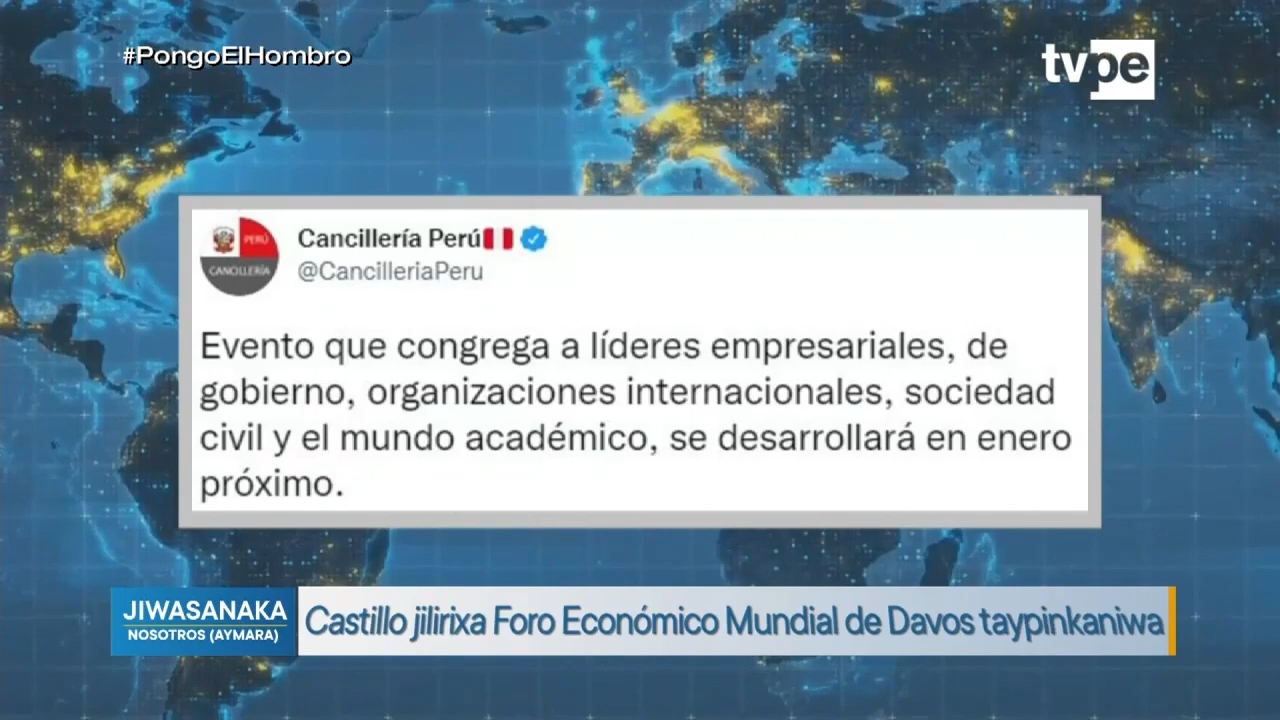 #PongoElHombro
tvpe
Cancillería Perú
@CancilleriaPeru
PERÚ
CANCILLERÍA
Evento que congrega a líderes empresariales, de
gobierno, organizaciones internacionales, sociedad
civil y el mundo académico, se desarrollará en enero
próximo.
JIWASANAKA
NOSOTROS (AYMARA)
Castillo jilirixa Foro Económico Mundial de Davos taypinkaniwa